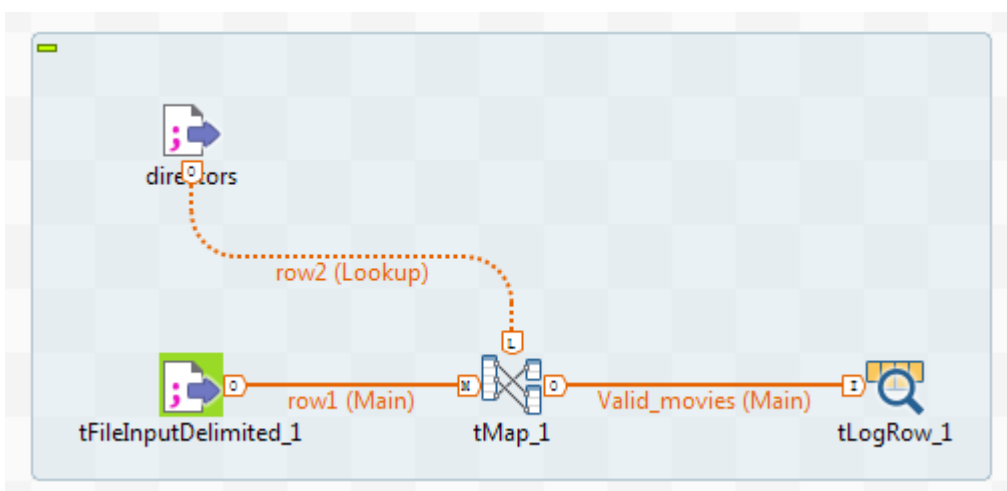 directors
O
row2 (Lookup)
L
O
row1 (Main)
M
O
Valid_movies (Main)
I
tFileInputDelimited_1
tMap_1
tLogRow_1